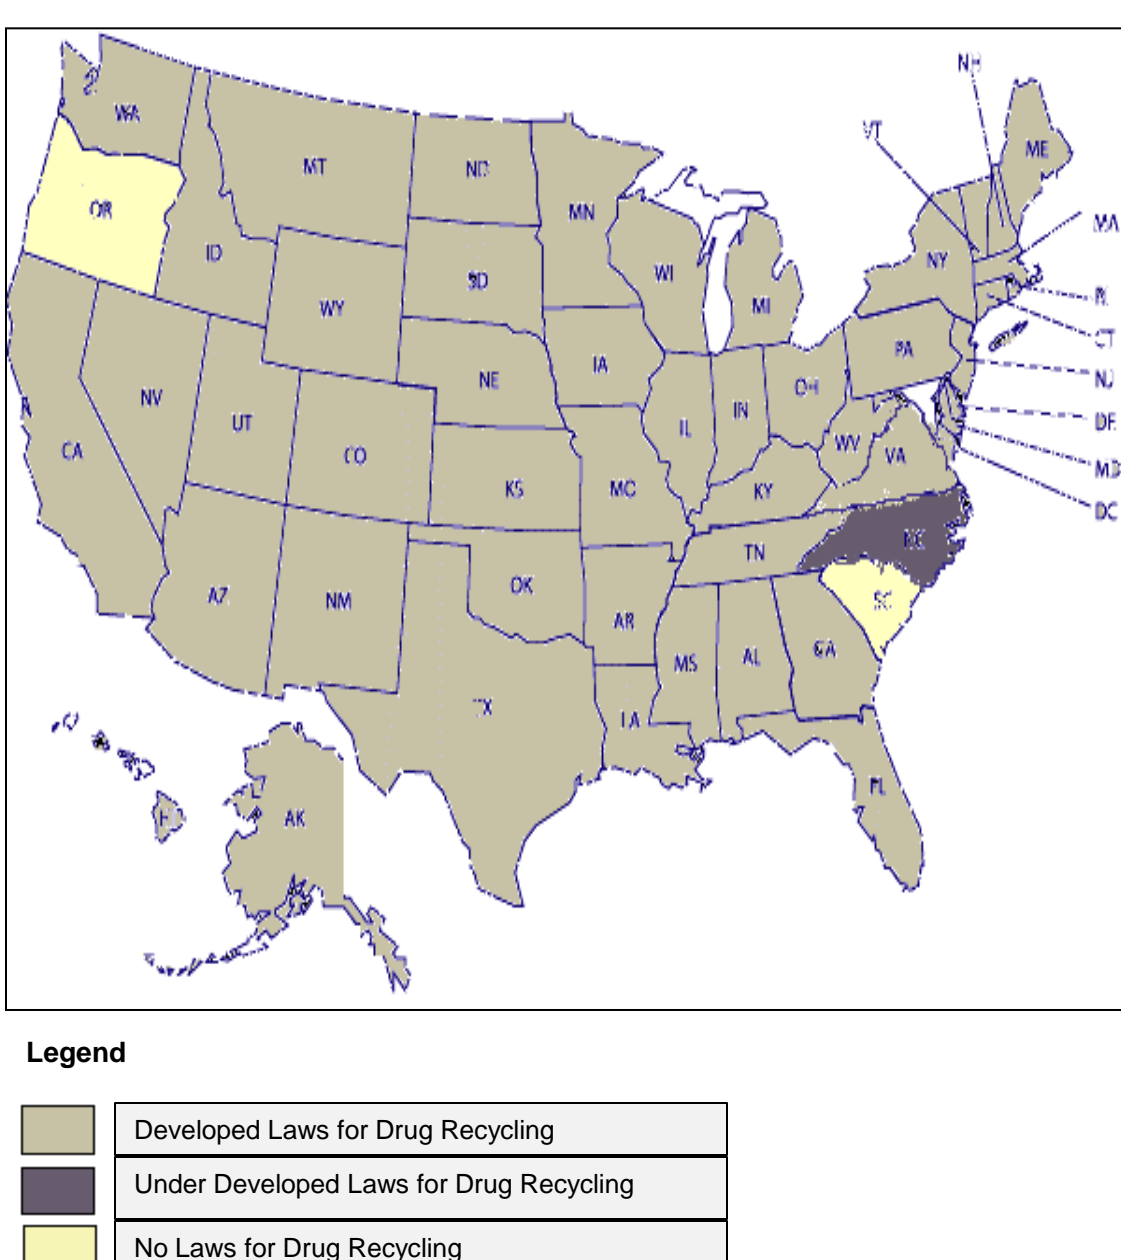 NH
VT
ME
WA
MT
ND
MN
OR
MA
ID
WI
NY
SD
WY
MI
RI
CT
PA
IA
NE
NJ
OH
NV
IN
UT
DE
IL
WV
CA
CO
VA
MD
KS
MO
KY
DC
NC
TN
OK
AZ
NM
SC
AR
GA
MS
AL
TX
LA
FL
HI
AK
Legend
Developed Laws for Drug Recycling
Under Developed Laws for Drug Recycling
No Laws for Drug Recycling